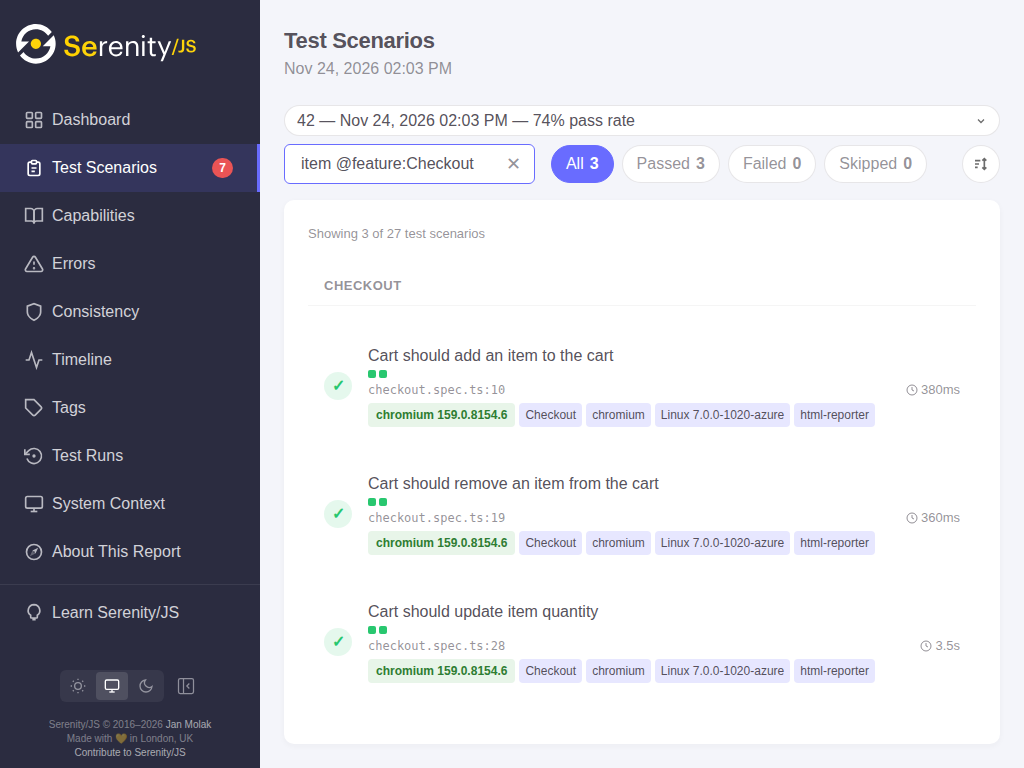 Serenity/JS
Dashboard
Test Scenarios 7
Capabilities
Errors
Consistency
Timeline
Tags
Test Runs
System Context
About This Report
Learn Serenity/JS
Serenity/JS © 2016–2026 Jan Molak
Made with 💛 in London, UK
Contribute to Serenity/JS
Test Scenarios
Nov 24, 2026 02:03 PM
42 — Nov 24, 2026 02:03 PM — 74% pass rate
item @feature:Checkout ✕ All 3 Passed 3 Failed 0 Skipped 0
Showing 3 of 27 test scenarios
CHECKOUT
Cart should add an item to the cart
checkout.spec.ts:10 380ms
chromium 159.0.8154.6 Checkout chromium Linux 7.0.0-1020-azure html-reporter
Cart should remove an item from the cart
checkout.spec.ts:19 360ms
chromium 159.0.8154.6 Checkout chromium Linux 7.0.0-1020-azure html-reporter
Cart should update item quantity
checkout.spec.ts:28 3.5s
chromium 159.0.8154.6 Checkout chromium Linux 7.0.0-1020-azure html-reporter